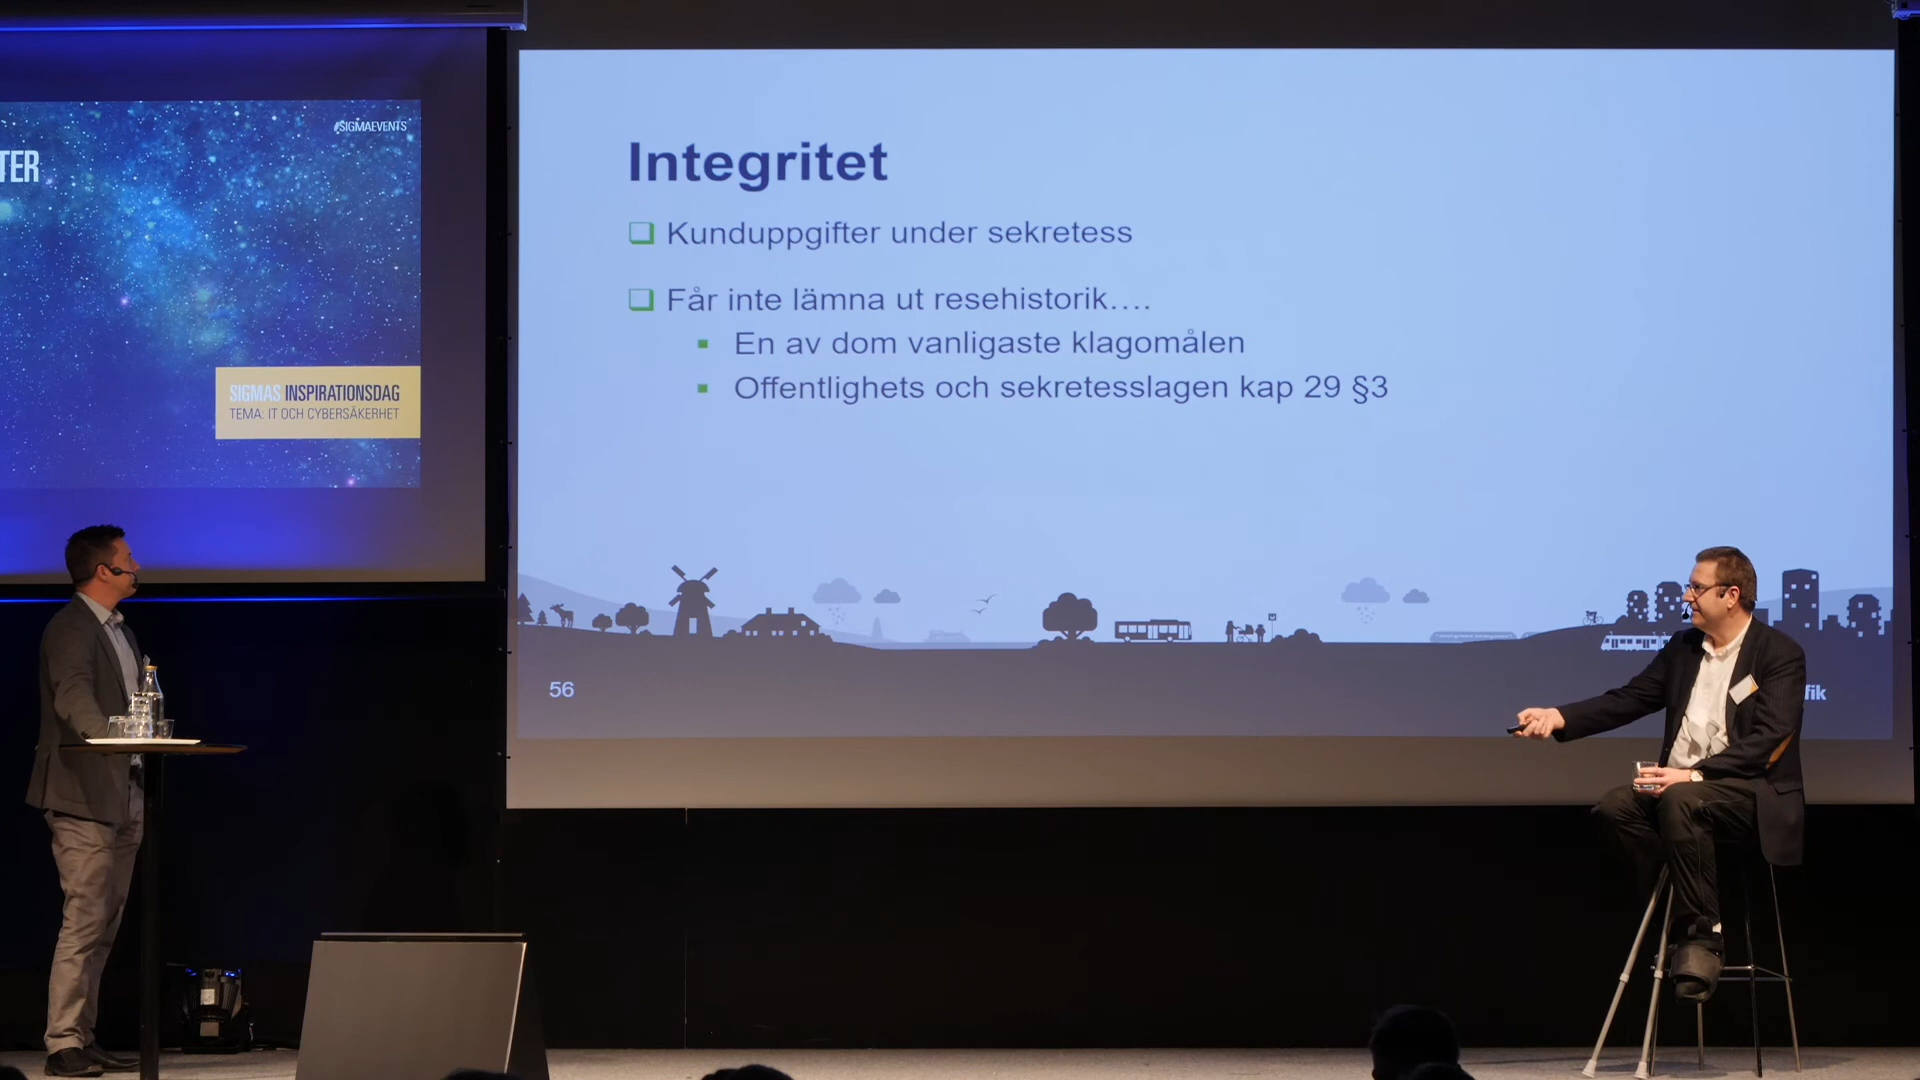 #SIGMAEVENTS
TER
SIGMAS INSPIRATIONSDAG
TEMA: IT OCH CYBERSÄKERHET
Integritet
Kunduppgifter under sekretess
Får inte lämna ut resehistorik....
En av dom vanligaste klagomålen
Offentlighets och sekretesslagen kap 29 §3
56
fik